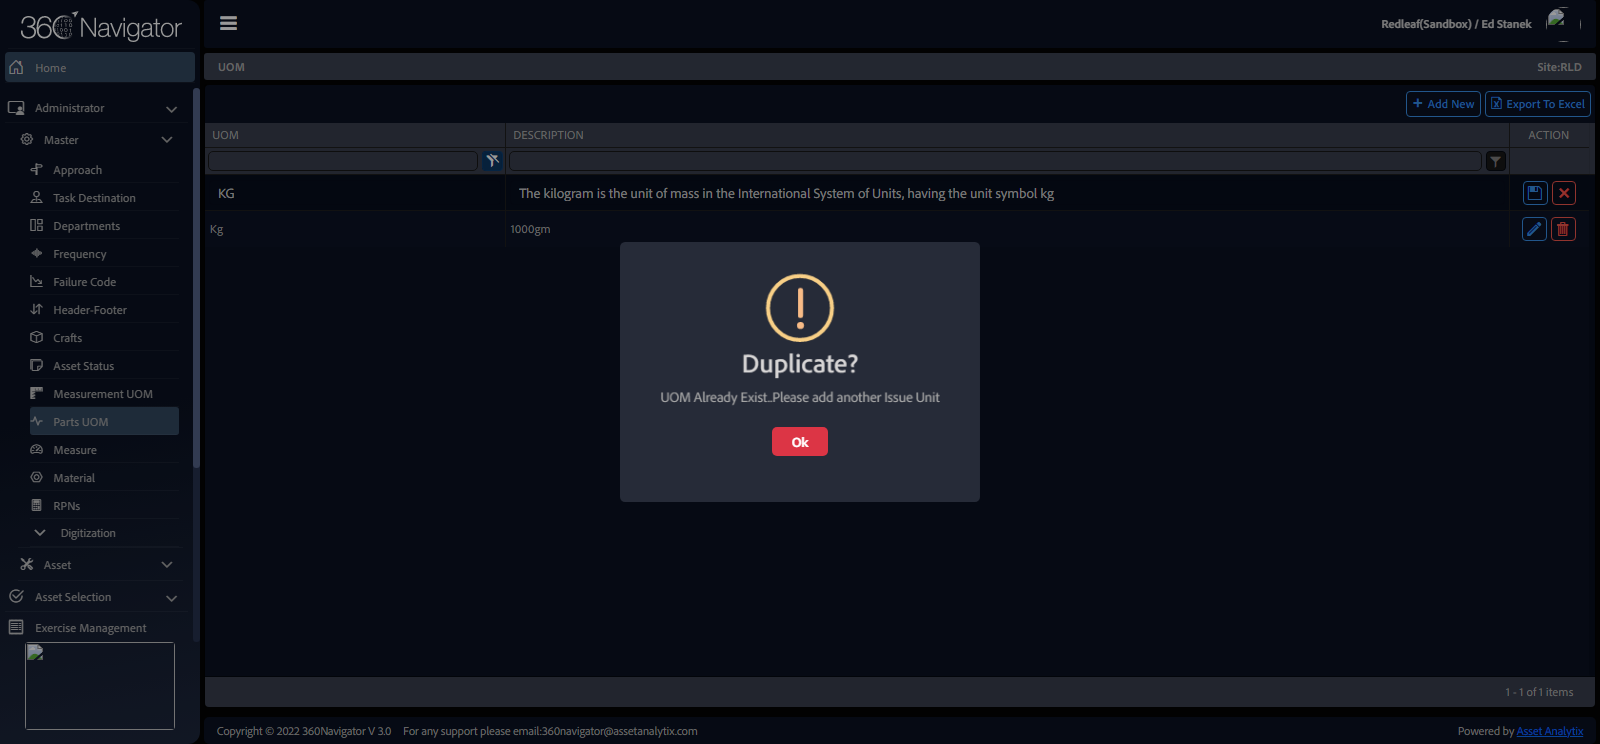 360 Navigator
Redleaf(Sandbox) / Ed Stanek
Home
UOM
Site:RLD
Administrator
Add New
Export To Excel
Master
UOM
DESCRIPTION
ACTION
Approach
Task Destination
KG
The kilogram is the unit of mass in the International System of Units, having the unit symbol kg
Departments
Kg
1000gm
Frequency
Failure Code
Header-Footer
Crafts
Asset Status
Measurement UOM
Parts UOM
Measure
Material
RPNs
Digitization
Asset
Asset Selection
Exercise Management
Duplicate?
UOM Already Exist..Please add another Issue Unit
Ok
1 - 1 of 1 items
Copyright © 2022 360Navigator V 3.0
For any support please email:360navigator@assetanalytix.com
Powered by Asset Analytix